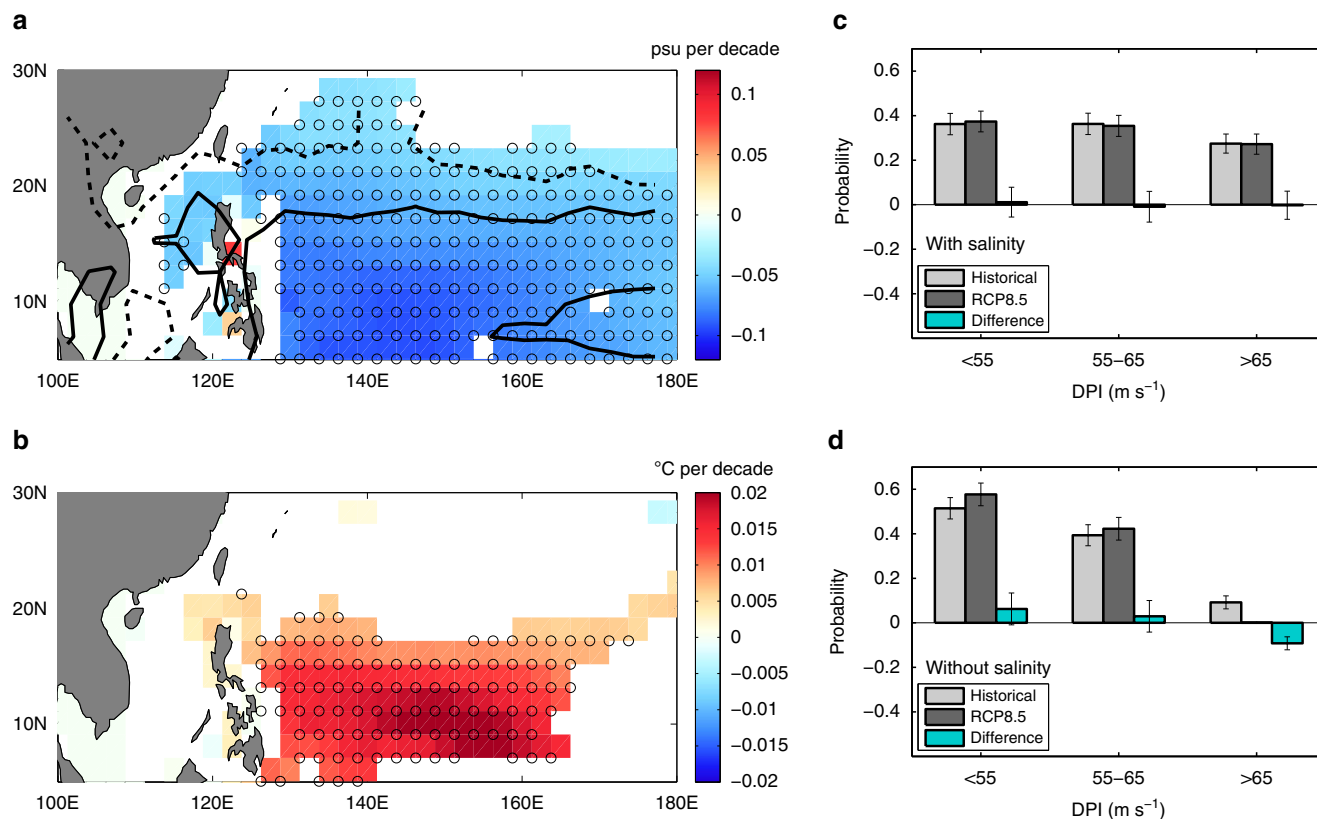 a
psu per decade
30N
20N
10N
100E
120E
140E
160E
180E
0.1
0.05
0
−0.05
−0.1
b
°C per decade
30N
20N
10N
100E
120E
140E
160E
180E
0.02
0.015
0.01
0.005
0
−0.005
−0.01
−0.015
−0.02
c
Probability
0.6
0.4
0.2
0
−0.2
−0.4
With salinity
Historical
RCP8.5
Difference
<55
55–65
>65
DPI (m s⁻¹)
d
Probability
0.6
0.4
0.2
0
−0.2
−0.4
Without salinity
Historical
RCP8.5
Difference
<55
55–65
>65
DPI (m s⁻¹)